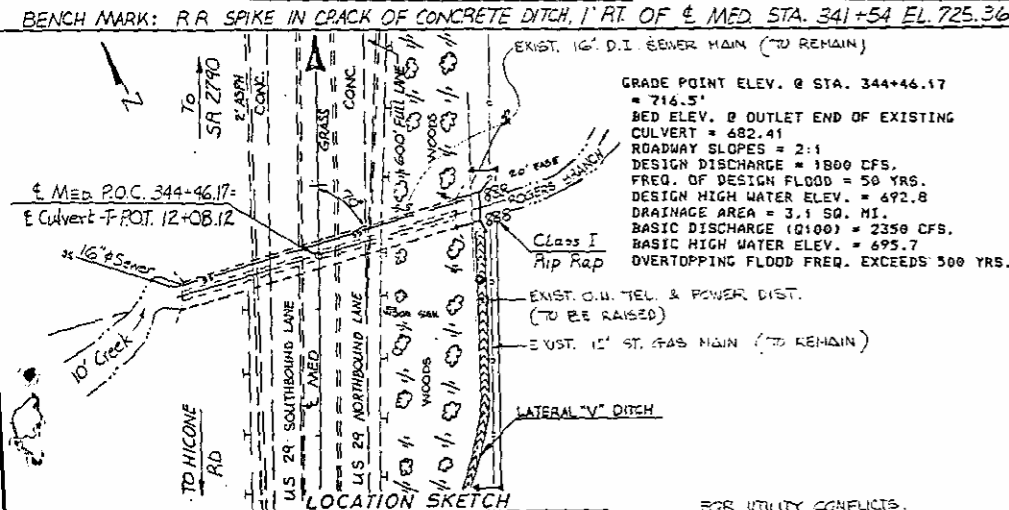 BENCH MARK: R R SPIKE IN CRACK OF CONCRETE DITCH, 1' RT. OF ℄ MED. STA. 341+54 EL. 725.36
EXIST. 16" D.I. SEWER MAIN (TO REMAIN)
GRADE POINT ELEV. @ STA. 344+46.17
= 716.5'
BED ELEV. @ OUTLET END OF EXISTING
CULVERT = 682.41
ROADWAY SLOPES = 2:1
DESIGN DISCHARGE = 1800 CFS.
FREQ. OF DESIGN FLOOD = 50 YRS.
DESIGN HIGH WATER ELEV. = 692.8
DRAINAGE AREA = 3.1 SQ. MI.
BASIC DISCHARGE (Q100) = 2350 CFS.
BASIC HIGH WATER ELEV. = 695.7
OVERTOPPING FLOOD FREQ. EXCEEDS 500 YRS.
Z
TO
SR 2790
2' ASPH
CONC.
GRASS
CONC.
600' FULL LANE
WOODS
20' EASE
ROGERS BRANCH
70°
℄ MED. P.O.C. 344+46.17=
℄ Culvert -T- POT. 12+08.12
Class I
Rip Rap
16"⌀ Sewer
10' Creek
EXIST. O.H. TEL. & POWER DIST.
(TO BE RAISED)
EXIST. 12" ST. GAS MAIN (TO REMAIN)
LATERAL "V" DITCH
TO HICONE
RD
US 29 SOUTHBOUND LANE
℄ MED
US 29 NORTHBOUND LANE
WOODS
LOCATION SKETCH
FOR UTILITY CONFLICTS,